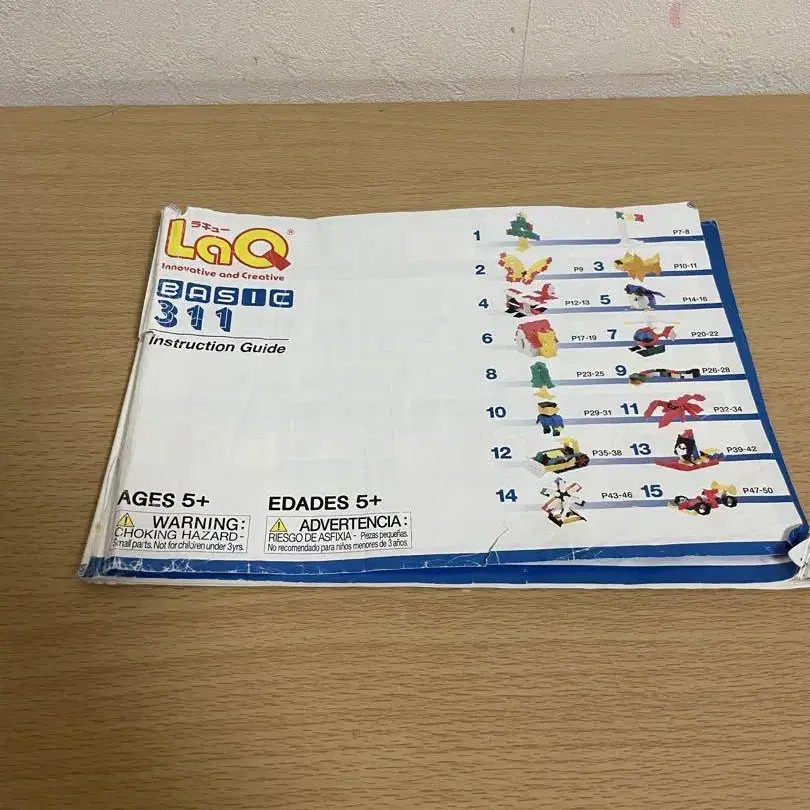 ラキュー
LaQ®
Innovative and Creative
BASIC
311
Instruction Guide
1 P7-8
2 P9 3 P10-11
4 P12-13 5 P14-16
6 P17-19 7 P20-22
8 P23-25 9 P26-28
10 P29-31 11 P32-34
12 P35-38 13 P39-42
14 P43-46 15 P47-50
AGES 5+
WARNING:
CHOKING HAZARD-
Small parts. Not for children under 3yrs.
EDADES 5+
ADVERTENCIA:
RIESGO DE ASFIXIA - Piezas pequeñas.
No recomendado para niños menores de 3 años.